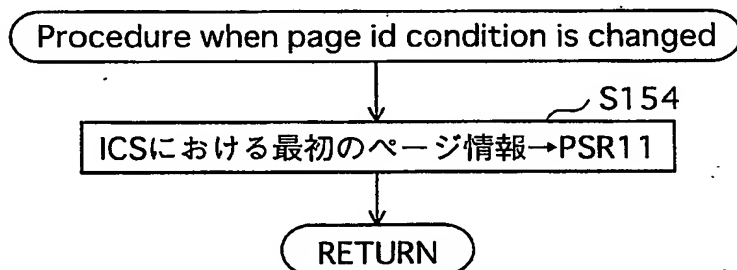 Procedure when page id condition is changed
S154
ICSにおける最初のページ情報→PSR11
RETURN